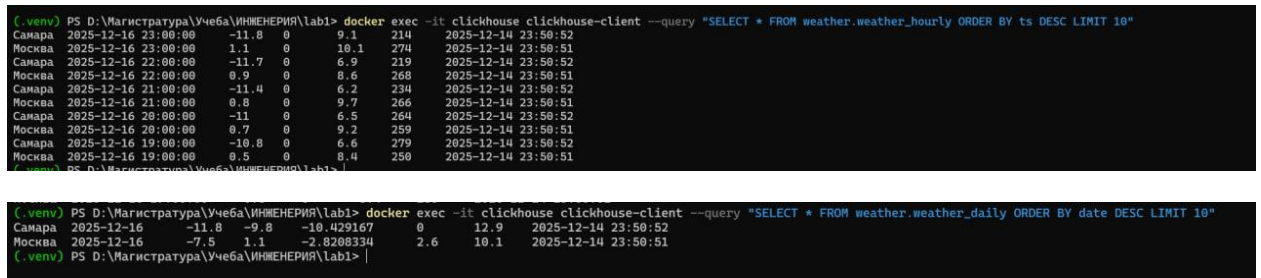 (.venv) PS D:\Магистратура\Учеба\ИНЖЕНЕРИЯ\lab1> docker exec -it clickhouse clickhouse-client --query "SELECT * FROM weather.weather_hourly ORDER BY ts DESC LIMIT 10"
Самара 2025-12-16 23:00:00 -11.8 0 9.1 214 2025-12-14 23:50:52
Москва 2025-12-16 23:00:00 1.1 0 10.1 274 2025-12-14 23:50:51
Самара 2025-12-16 22:00:00 -11.7 0 6.9 219 2025-12-14 23:50:52
Москва 2025-12-16 22:00:00 0.9 0 8.6 268 2025-12-14 23:50:51
Самара 2025-12-16 21:00:00 -11.4 0 6.2 234 2025-12-14 23:50:52
Москва 2025-12-16 21:00:00 0.8 0 9.7 266 2025-12-14 23:50:51
Самара 2025-12-16 20:00:00 -11 0 6.5 264 2025-12-14 23:50:52
Москва 2025-12-16 20:00:00 0.7 0 9.2 259 2025-12-14 23:50:51
Самара 2025-12-16 19:00:00 -10.8 0 6.6 279 2025-12-14 23:50:52
Москва 2025-12-16 19:00:00 0.5 0 8.4 250 2025-12-14 23:50:51
(.venv) PS D:\Магистратура\Учеба\ИНЖЕНЕРИЯ\lab1>
(.venv) PS D:\Магистратура\Учеба\ИНЖЕНЕРИЯ\lab1> docker exec -it clickhouse clickhouse-client --query "SELECT * FROM weather.weather_daily ORDER BY date DESC LIMIT 10"
Самара 2025-12-16 -11.8 -9.8 -10.429167 0 12.9 2025-12-14 23:50:52
Москва 2025-12-16 -7.5 1.1 -2.8208334 2.6 10.1 2025-12-14 23:50:51
(.venv) PS D:\Магистратура\Учеба\ИНЖЕНЕРИЯ\lab1>